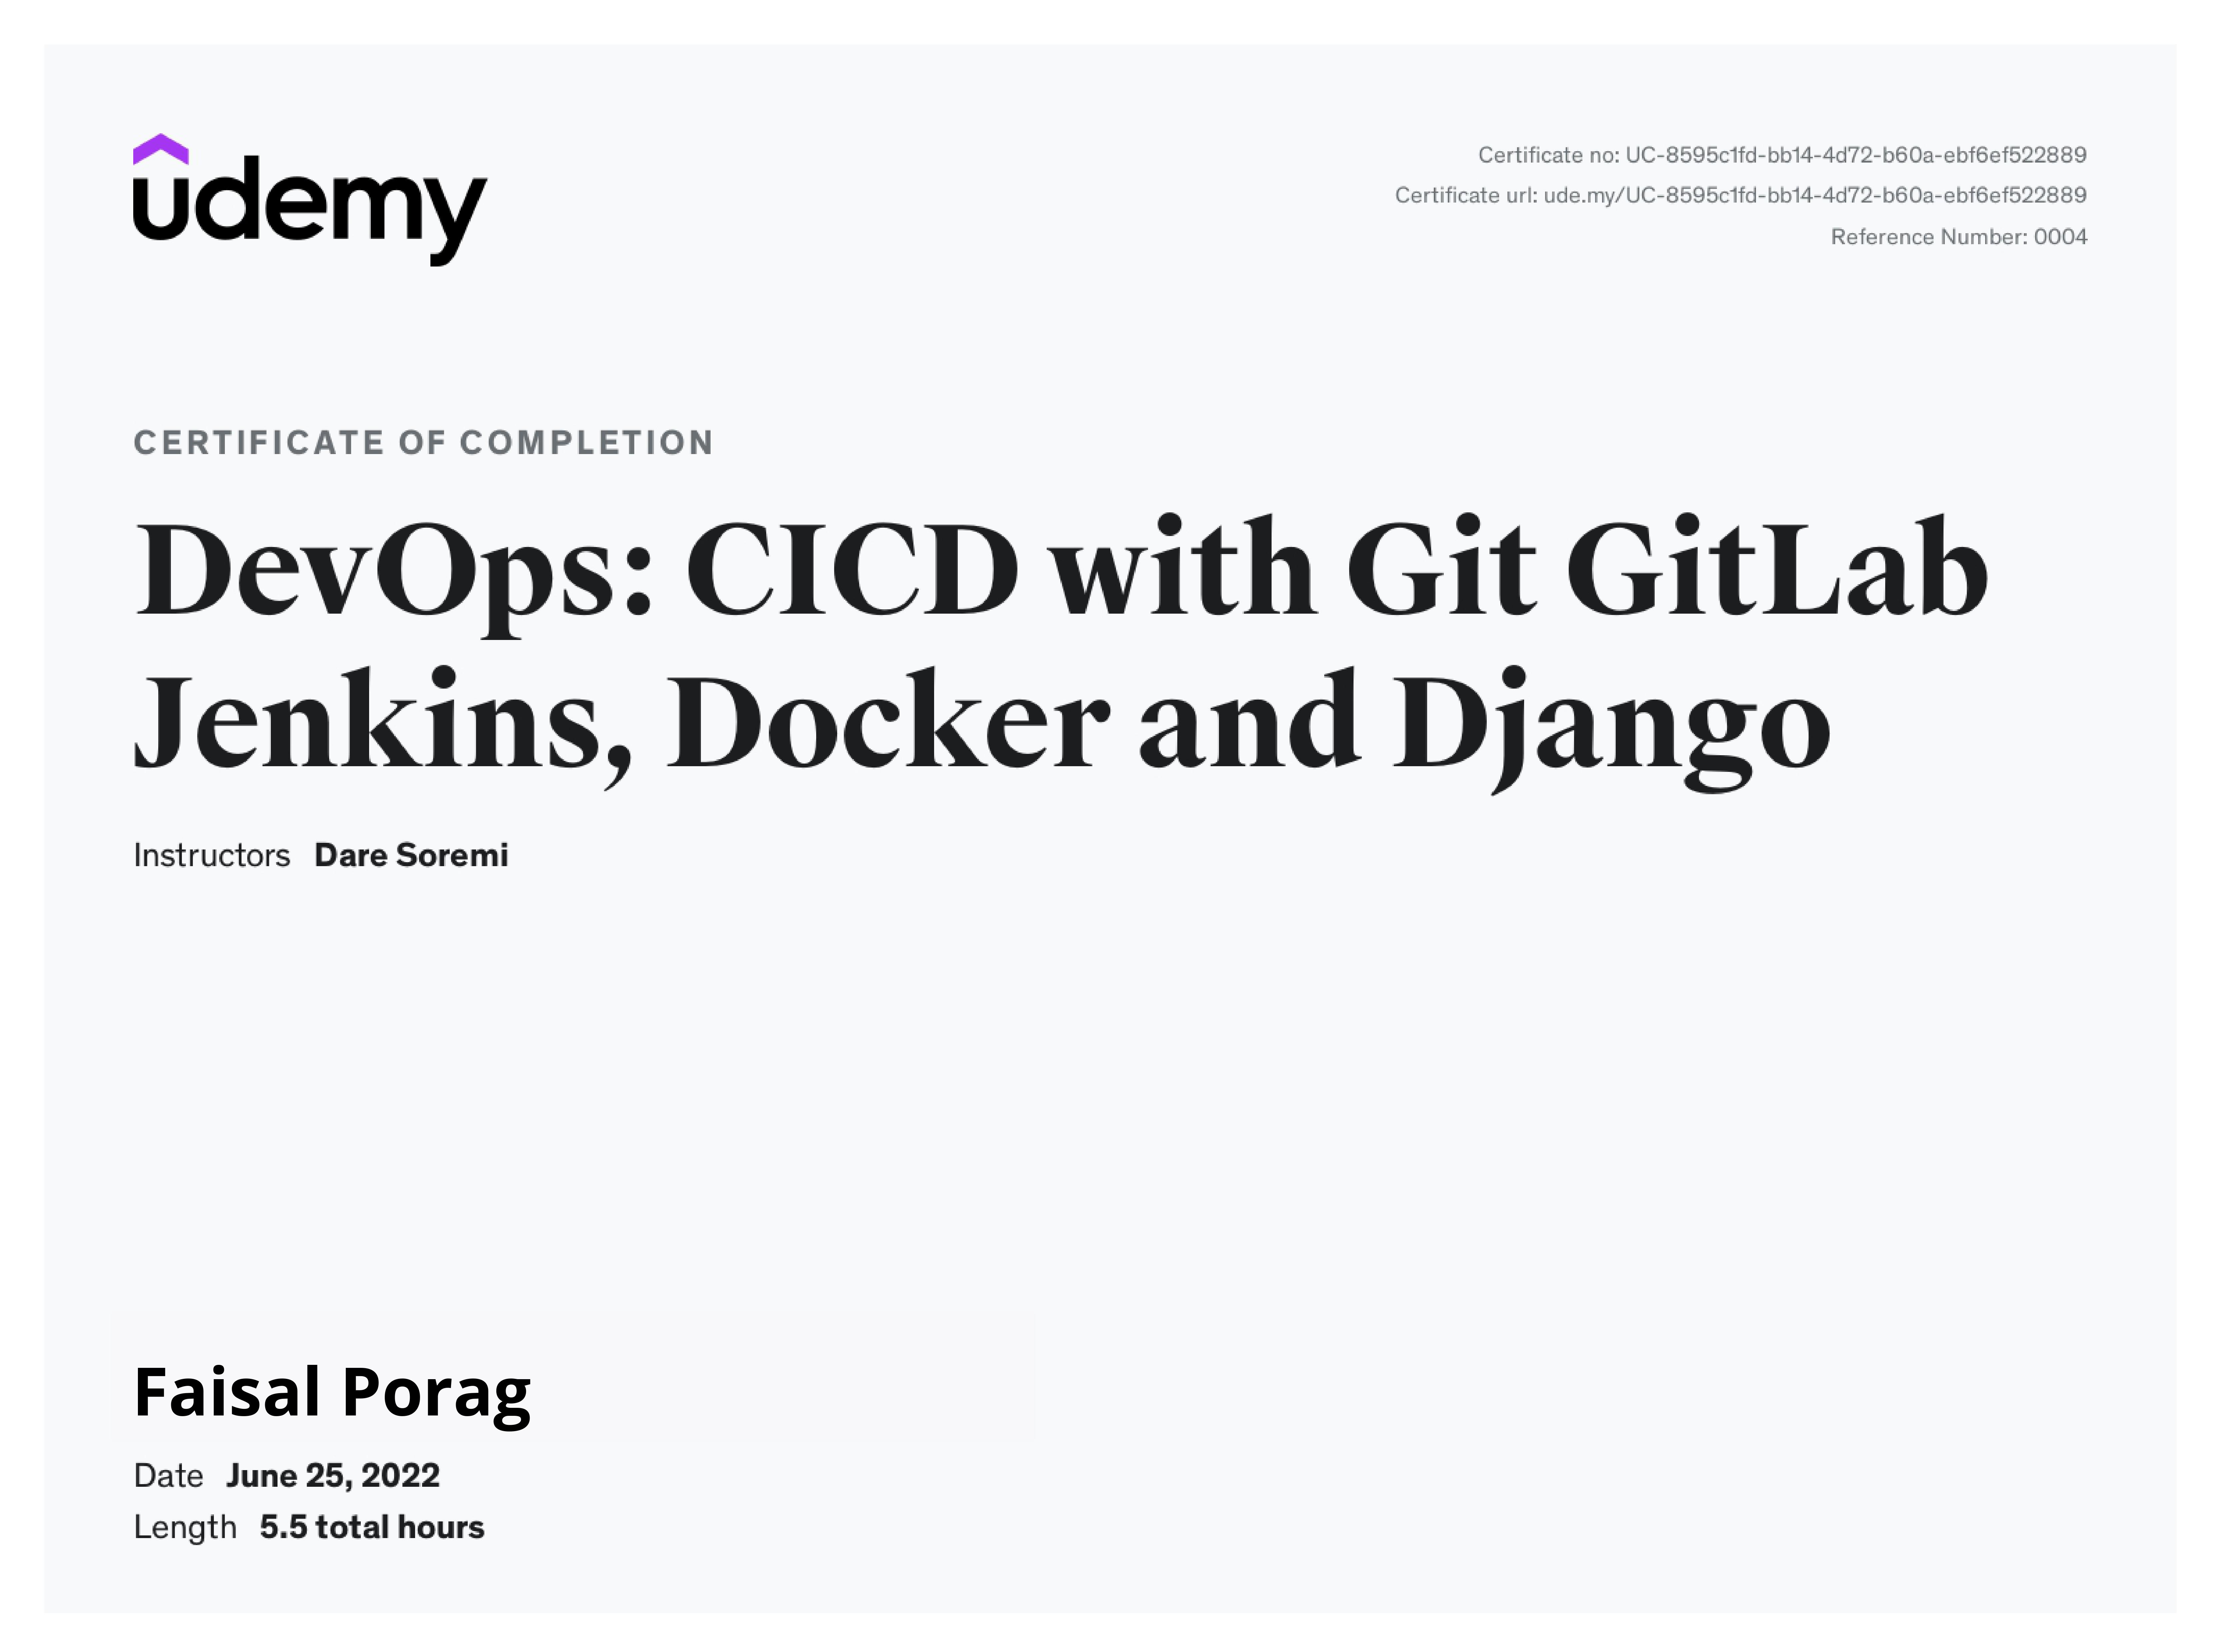 udemy
Certificate no: UC-8595c1fd-bb14-4d72-b60a-ebf6ef522889
Certificate url: ude.my/UC-8595c1fd-bb14-4d72-b60a-ebf6ef522889
Reference Number: 0004
CERTIFICATE OF COMPLETION
DevOps: CICD with Git GitLab
Jenkins, Docker and Django
Instructors Dare Soremi
Faisal Porag
Date June 25, 2022
Length 5.5 total hours